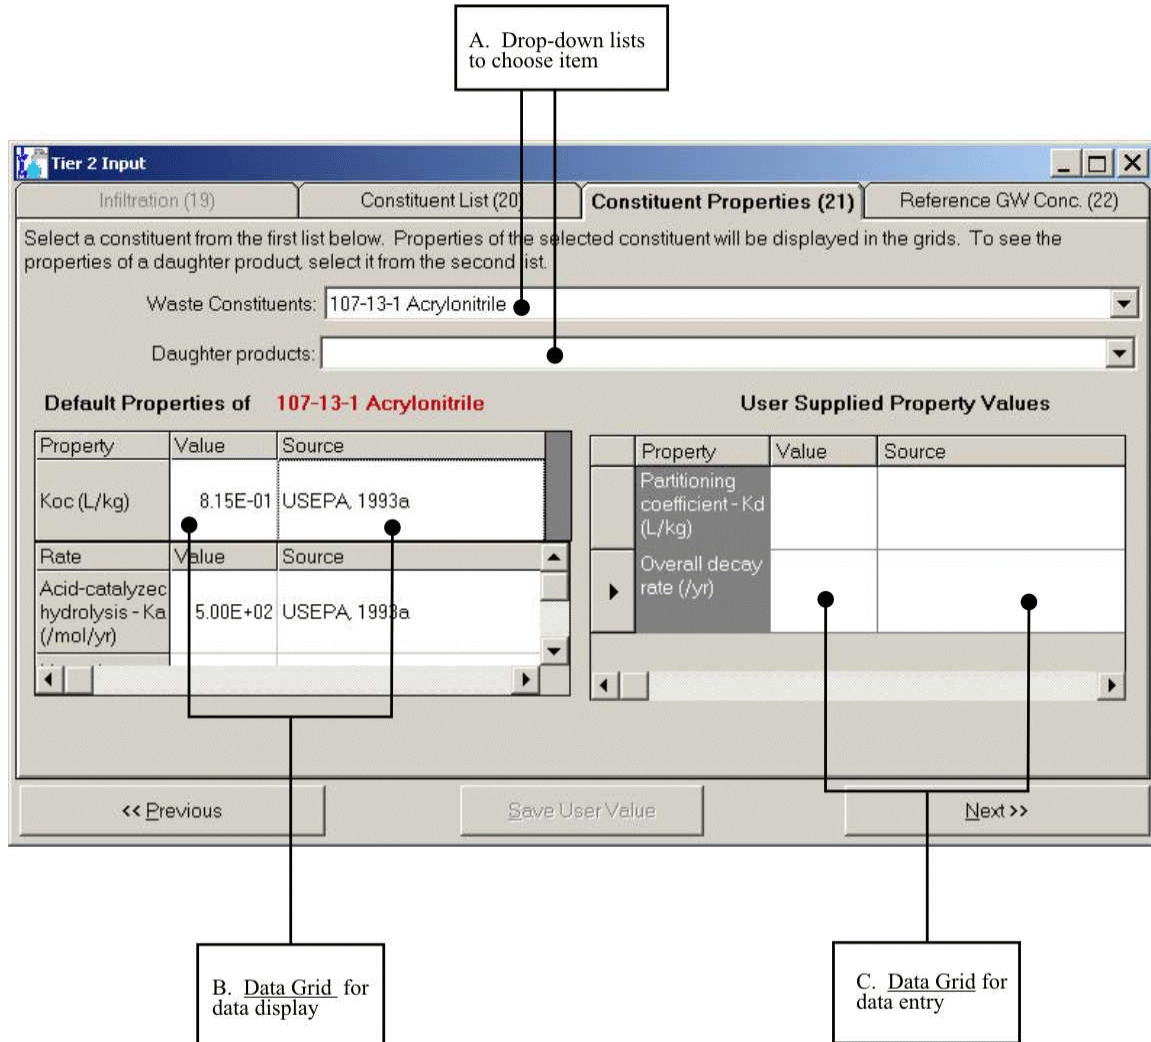 A. Drop-down lists
to choose item
Tier 2 Input
Infiltration (19)
Constituent List (20)
Constituent Properties (21)
Reference GW Conc. (22)
Select a constituent from the first list below. Properties of the selected constituent will be displayed in the grids. To see the
properties of a daughter product, select it from the second list.
Waste Constituents: 107-13-1 Acrylonitrile
Daughter products:
Default Properties of 107-13-1 Acrylonitrile
Property Value Source
Koc (L/kg) 8.15E-01 USEPA, 1993a
Rate Value Source
Acid-catalyzec
hydrolysis - Ka 5.00E+02 USEPA, 1993a
(/mol/yr)
User Supplied Property Values
Property Value Source
Partitioning
coefficient - Kd
(L/kg)
Overall decay
rate (/yr)
<< Previous
Save User Value
Next >>
B. Data Grid for
data display
C. Data Grid for
data entry